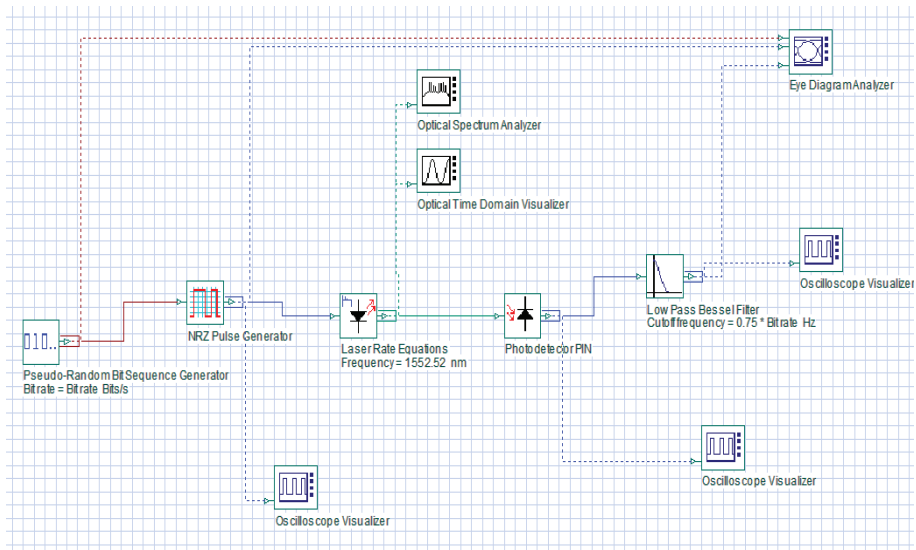 Eye Diagram Analyzer
Optical Spectrum Analyzer
Optical Time Domain Visualizer
Oscilloscope Visualizer
Low Pass Bessel Filter
Cutoff frequency = 0.75 * Bitrate Hz
NRZ Pulse Generator
Laser Rate Equations
Frequency = 1552.52 nm
Photodetector PIN
Pseudo-Random Bit Sequence Generator
Bitrate = Bitrate Bits/s
Oscilloscope Visualizer
Oscilloscope Visualizer